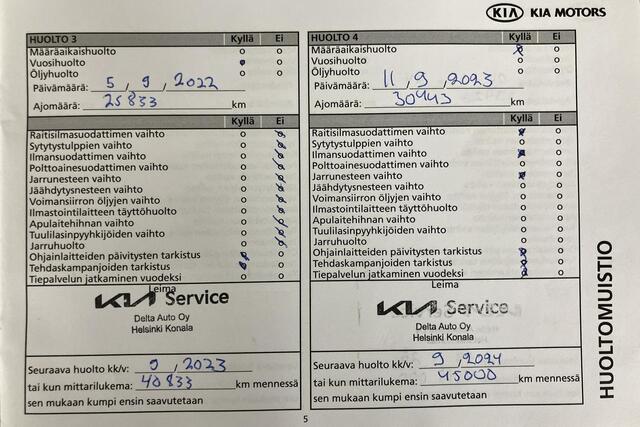 KIA KIA MOTORS
HUOLTO 3 Kyllä Ei
Määräaikaishuolto o o
Vuosihuolto o o
Öljyhuolto o o
Päivämäärä: 5, 9, 2022
Ajomäärä: 25833 km
Kyllä Ei
Raitisilmasuodattimen vaihto
Sytytystulppien vaihto
Ilmansuodattimen vaihto
Polttoainesuodattimen vaihto
Jarrunesteen vaihto
Jäähdytysnesteen vaihto
Voimansiirron öljyjen vaihto
Ilmastointilaitteen täyttöhuolto
Apulaitehihnan vaihto
Tuulilasinpyyhkijöiden vaihto
Jarruhuolto
Ohjainlaitteiden päivitysten tarkistus
Tehdaskampanjoiden tarkistus
Tiepalvelun jatkaminen vuodeksi
Leima
KIA Service
Delta Auto Oy
Helsinki Konala
Seuraava huolto kk/v: 9, 2023
tai kun mittarilukema: 40833 km mennessä
sen mukaan kumpi ensin saavutetaan
HUOLTO 4 Kyllä Ei
Määräaikaishuolto
Vuosihuolto
Öljyhuolto
Päivämäärä: 11, 9, 2023
Ajomäärä: 30943 km
Kyllä Ei
Raitisilmasuodattimen vaihto
Sytytystulppien vaihto
Ilmansuodattimen vaihto
Polttoainesuodattimen vaihto
Jarrunesteen vaihto
Jäähdytysnesteen vaihto
Voimansiirron öljyjen vaihto
Ilmastointilaitteen täyttöhuolto
Apulaitehihnan vaihto
Tuulilasinpyyhkijöiden vaihto
Jarruhuolto
Ohjainlaitteiden päivitysten tarkistus
Tehdaskampanjoiden tarkistus
Tiepalvelun jatkaminen vuodeksi
Leima
KIA Service
Delta Auto Oy
Helsinki Konala
Seuraava huolto kk/v: 9, 2024
tai kun mittarilukema: 45000 km mennessä
sen mukaan kumpi ensin saavutetaan
HUOLTOMUISTIO
5